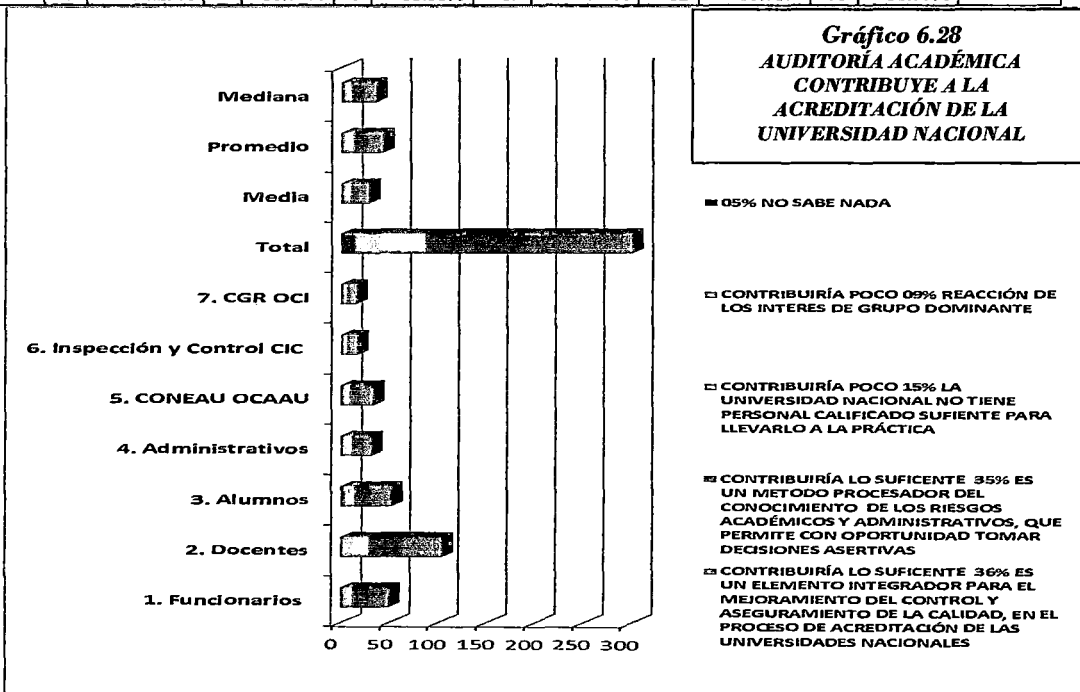 Gráfico 6.28
AUDITORÍA ACADÉMICA
CONTRIBUYE A LA
ACREDITACIÓN DE LA
UNIVERSIDAD NACIONAL
Mediana
Promedio
Media
Total
7. CGR OCI
6. Inspección y Control CIC
5. CONEAU OCAAU
4. Administrativos
3. Alumnos
2. Docentes
1. Funcionarios
0 50 100 150 200 250 300
05% NO SABE NADA
CONTRIBUIRÍA POCO 09% REACCIÓN DE
LOS INTERES DE GRUPO DOMINANTE
CONTRIBUIRÍA POCO 15% LA
UNIVERSIDAD NACIONAL NO TIENE
PERSONAL CALIFICADO SUFIENTE PARA
LLEVARLO A LA PRÁCTICA
CONTRIBUIRÍA LO SUFICENTE 35% ES
UN METODO PROCESADOR DEL
CONOCIMIENTO DE LOS RIESGOS
ACADÉMICOS Y ADMINISTRATIVOS, QUE
PERMITE CON OPORTUNIDAD TOMAR
DECISIONES ASERTIVAS
CONTRIBUIRÍA LO SUFICENTE 36% ES
UN ELEMENTO INTEGRADOR PARA EL
MEJORAMIENTO DEL CONTROL Y
ASEGURAMIENTO DE LA CALIDAD, EN EL
PROCESO DE ACREDITACIÓN DE LAS
UNIVERSIDADES NACIONALES